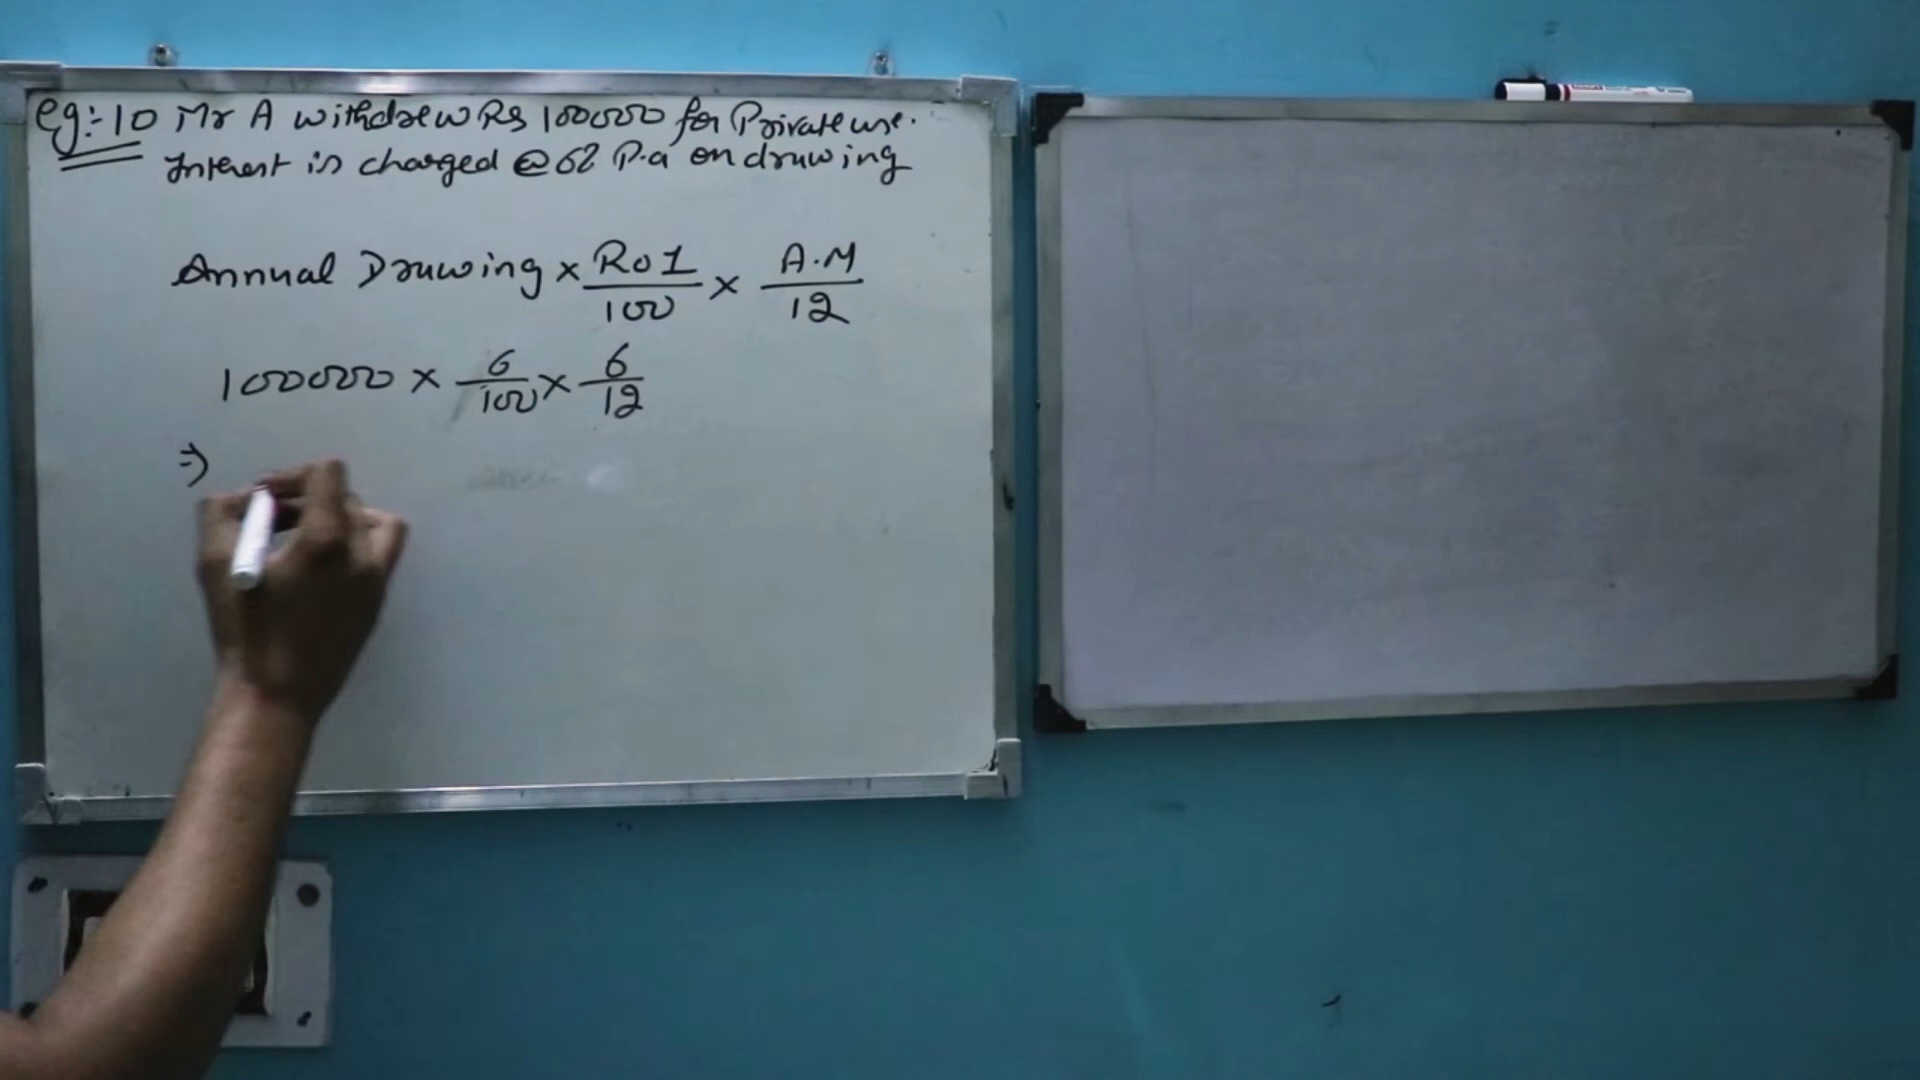 eg:- 10 Mr A withdrew Rs 100000 for Private use.
Interest is charged @ 6% P.a on drawing
Annual Drawing × RoI/100 × A.M/12
100000 × 6/100 × 6/12
⇒